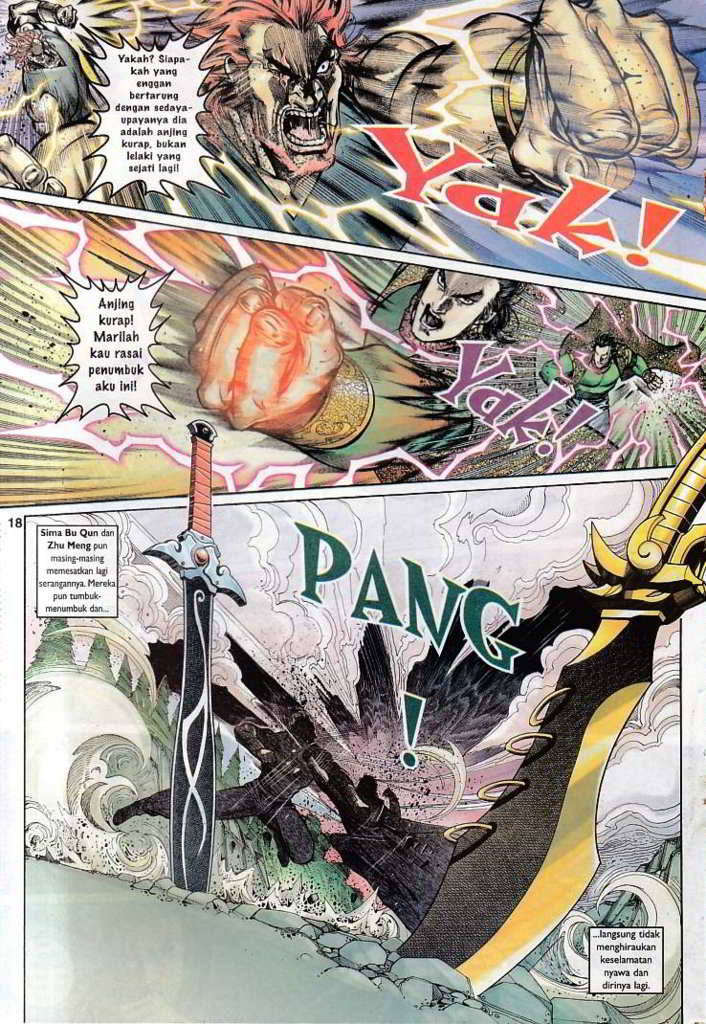 Yakah? Siapa-
kah yang
enggan
bertarung
dengan sedaya-
upayanya dia
adalah anjing
kurap, bukan
lelaki yang
sejati lagi!
Yak!
Anjing
kurap!
Marilah
kau rasai
penumbuk
aku ini!
Yak!
18
Sima Bu Qun dan
Zhu Meng pun
masing-masing
memesatkan lagi
serangannya. Mereka
pun tumbuk-
menumbuk dan...
PANG
!
...langsung tidak
menghiraukan
keselamatan
nyawa dan
dirinya lagi.